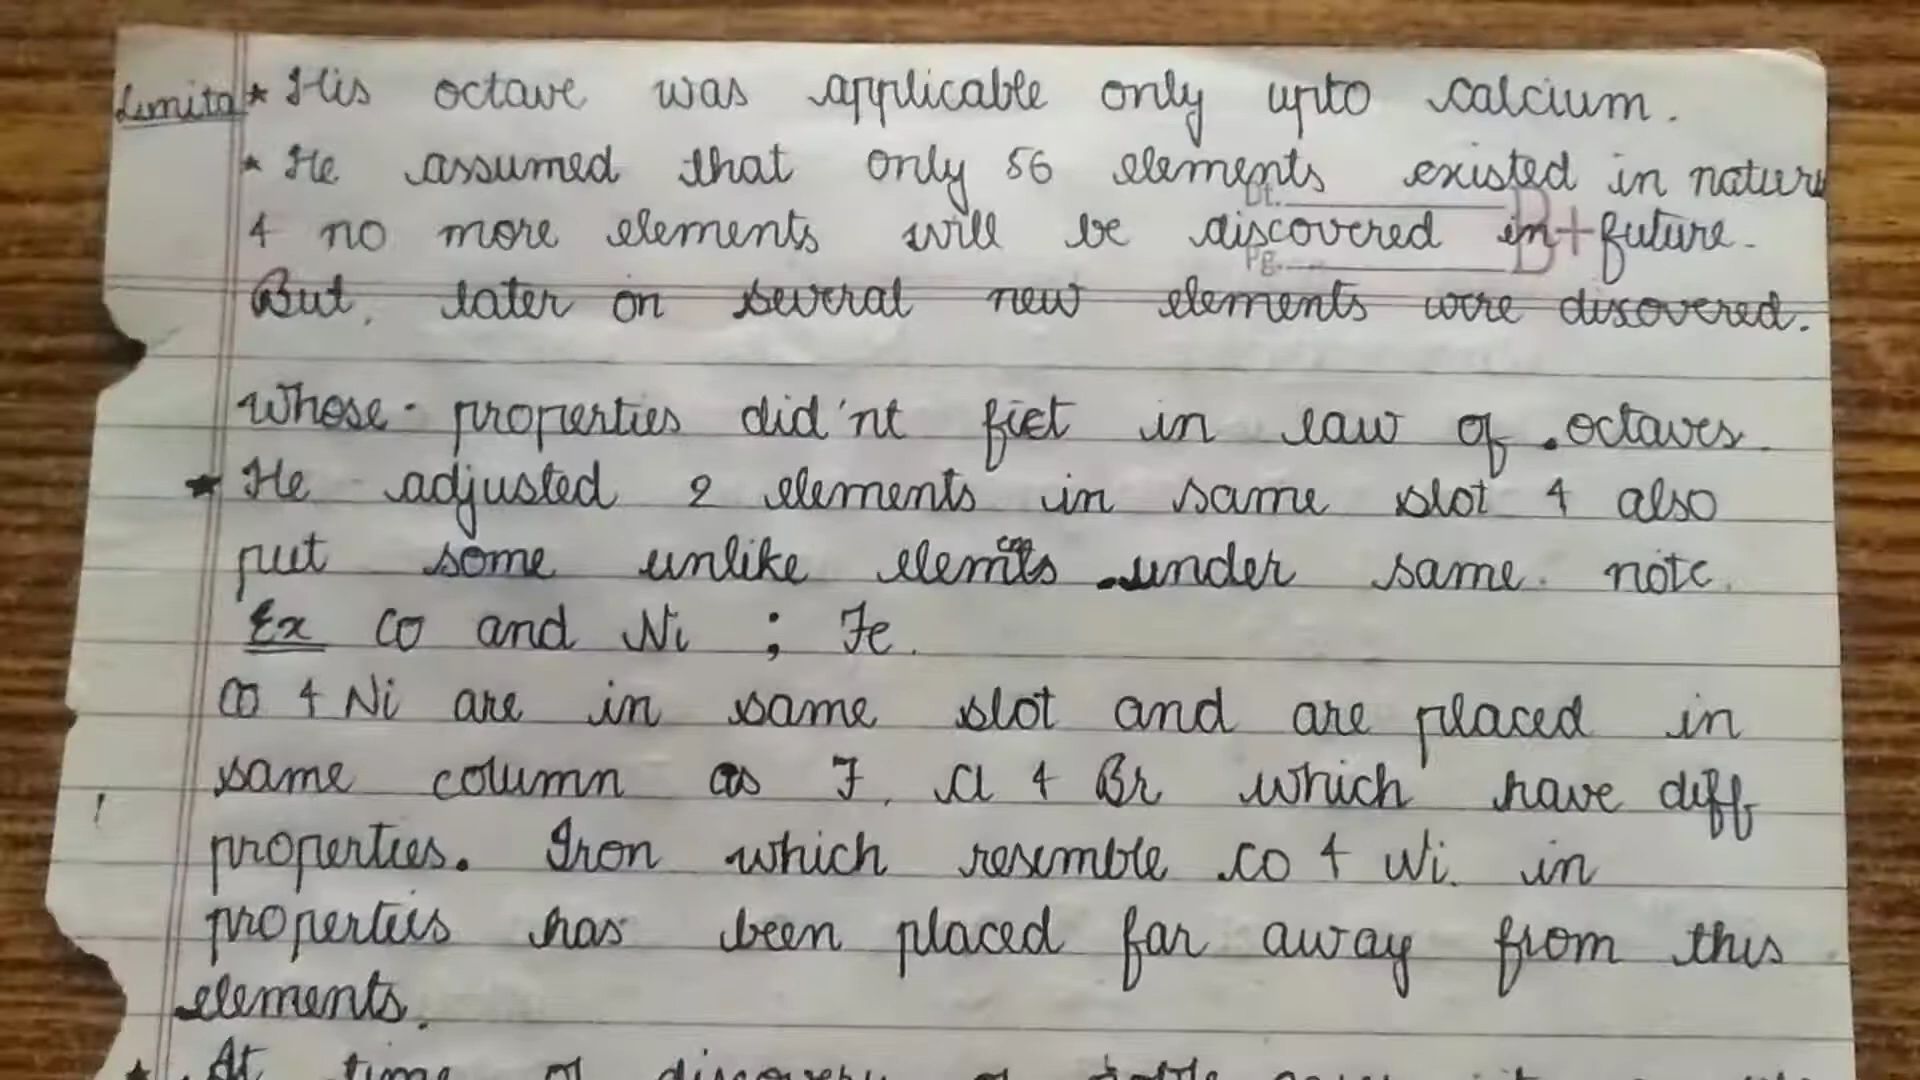 Limita * His octave was applicable only upto calcium.
* He assumed that only 56 elements existed in nature
& no more elements will be discovered in future.
But, later on several new elements were discovered.
whose properties did'nt fit in law of octaves.
* He adjusted 2 elements in same slot & also
put some unlike elemts under same note.
Ex CO and Ni ; Fe.
CO & Ni are in same slot and are placed in
same column as F, Cl & Br which have diff
properties. Iron which resemble CO & Ni in
properties has been placed far away from this
elements.
* At time of discovery of